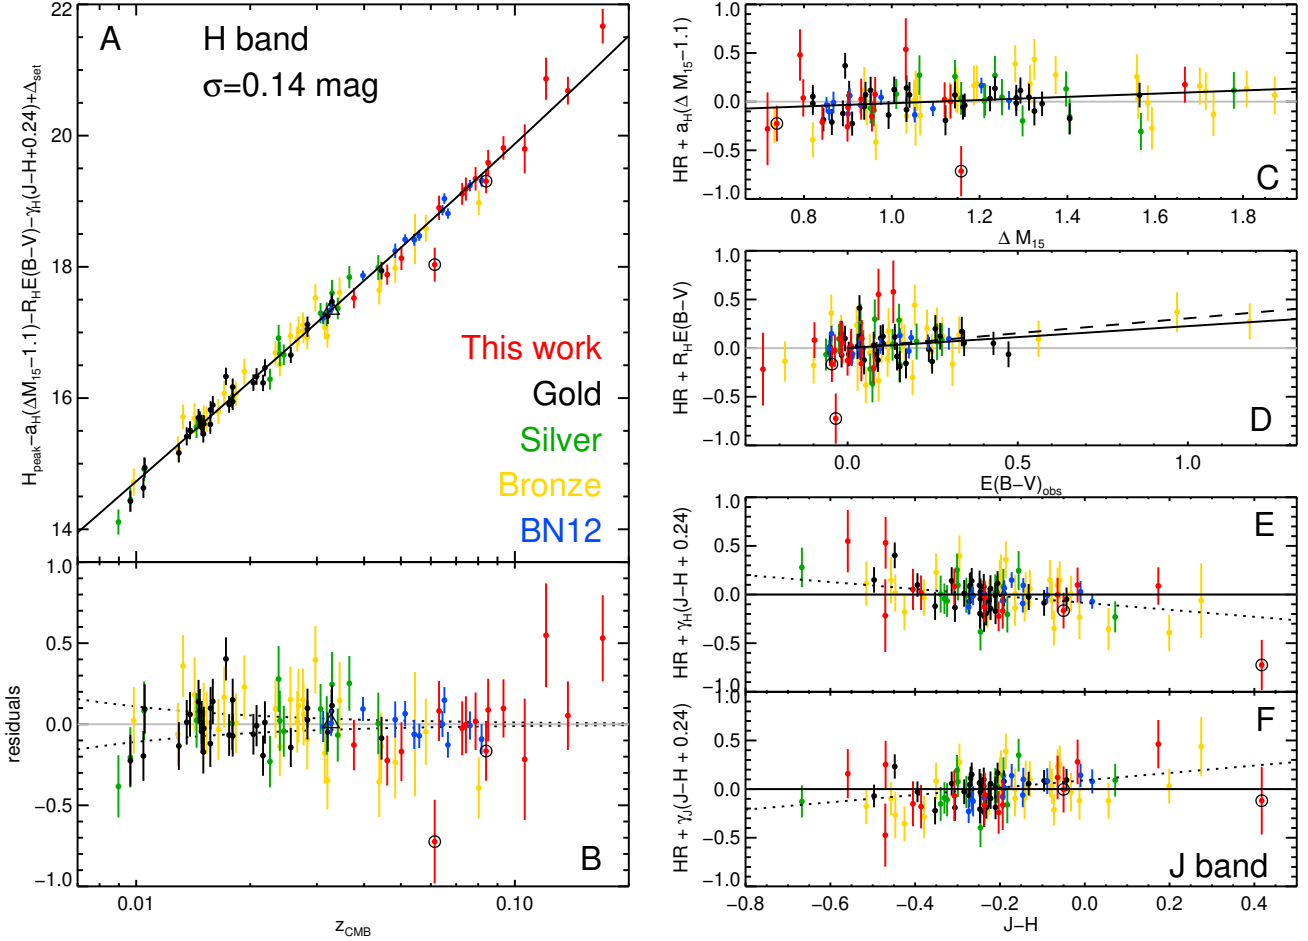 A
H band
σ=0.14 mag
This work
Gold
Silver
Bronze
BN12
H_peak−a_H(ΔM_15−1.1)−R_HE(B−V)−γ_H(J−H+0.24)+Δ_set
22
20
18
16
14
1.0
0.5
0.0
−0.5
−1.0
residuals
B
0.01
0.10
z_CMB
1.0
0.5
0.0
−0.5
−1.0
HR + a_H(Δ M_15−1.1)
C
0.8
1.0
1.2
1.4
1.6
1.8
Δ M_15
1.0
0.5
0.0
−0.5
−1.0
HR + R_HE(B−V)
D
0.0
0.5
1.0
E(B−V)_obs
1.0
0.5
0.0
−0.5
−1.0
HR + γ_H(J−H + 0.24)
E
1.0
0.5
0.0
−0.5
−1.0
HR + γ_J(J−H + 0.24)
F
J band
−0.8
−0.6
−0.4
−0.2
0.0
0.2
0.4
J−H